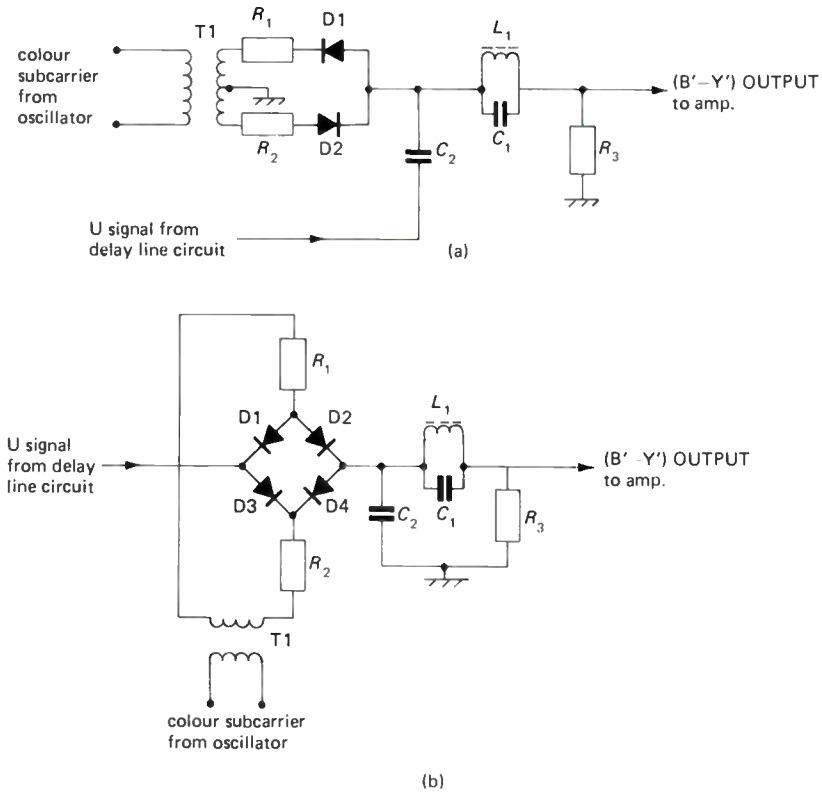 T1
R1
D1
L1
colour
subcarrier
from
oscillator
(B'–Y') OUTPUT
to amp.
R2
D2
C2
C1
R3
U signal from
delay line circuit
(a)
R1
D1
D2
L1
U signal
from delay
line circuit
(B' –Y') OUTPUT
to amp.
D3
D4
C2
C1
R3
R2
T1
colour subcarrier
from oscillator
(b)